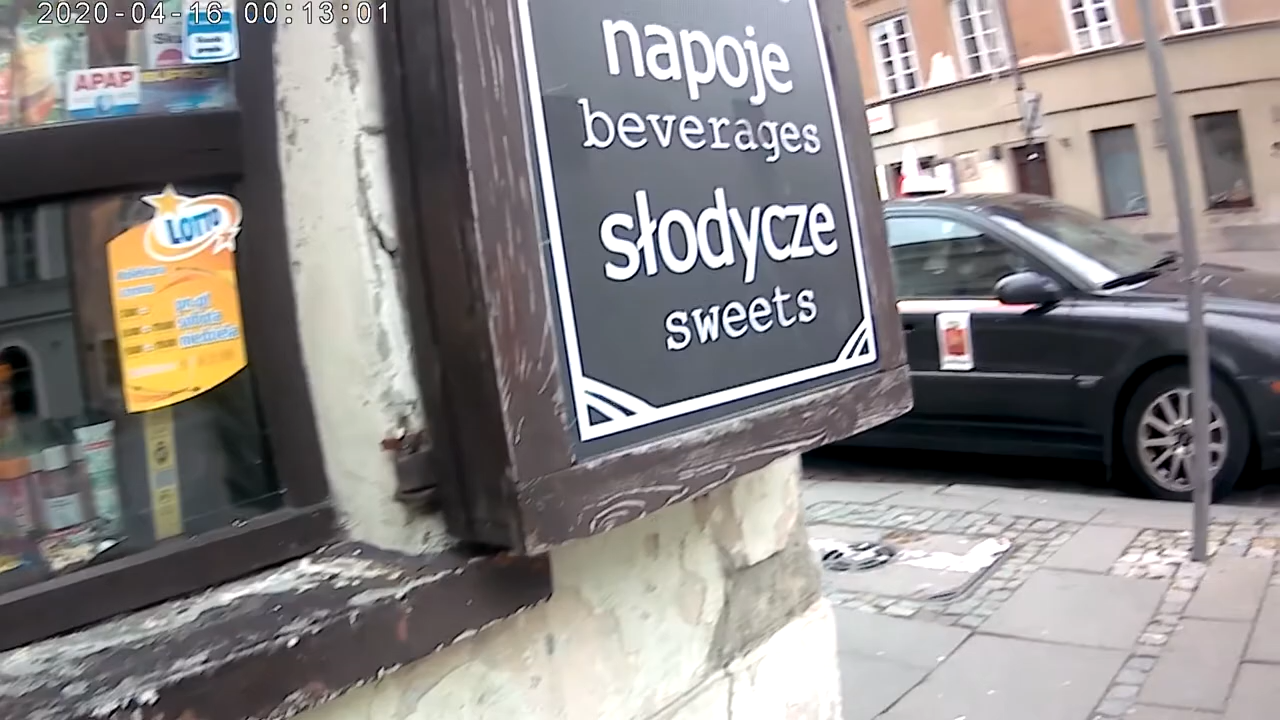 2020-04-16 00:13:01
APAP
LOTTO
napoje
beverages
słodycze
sweets